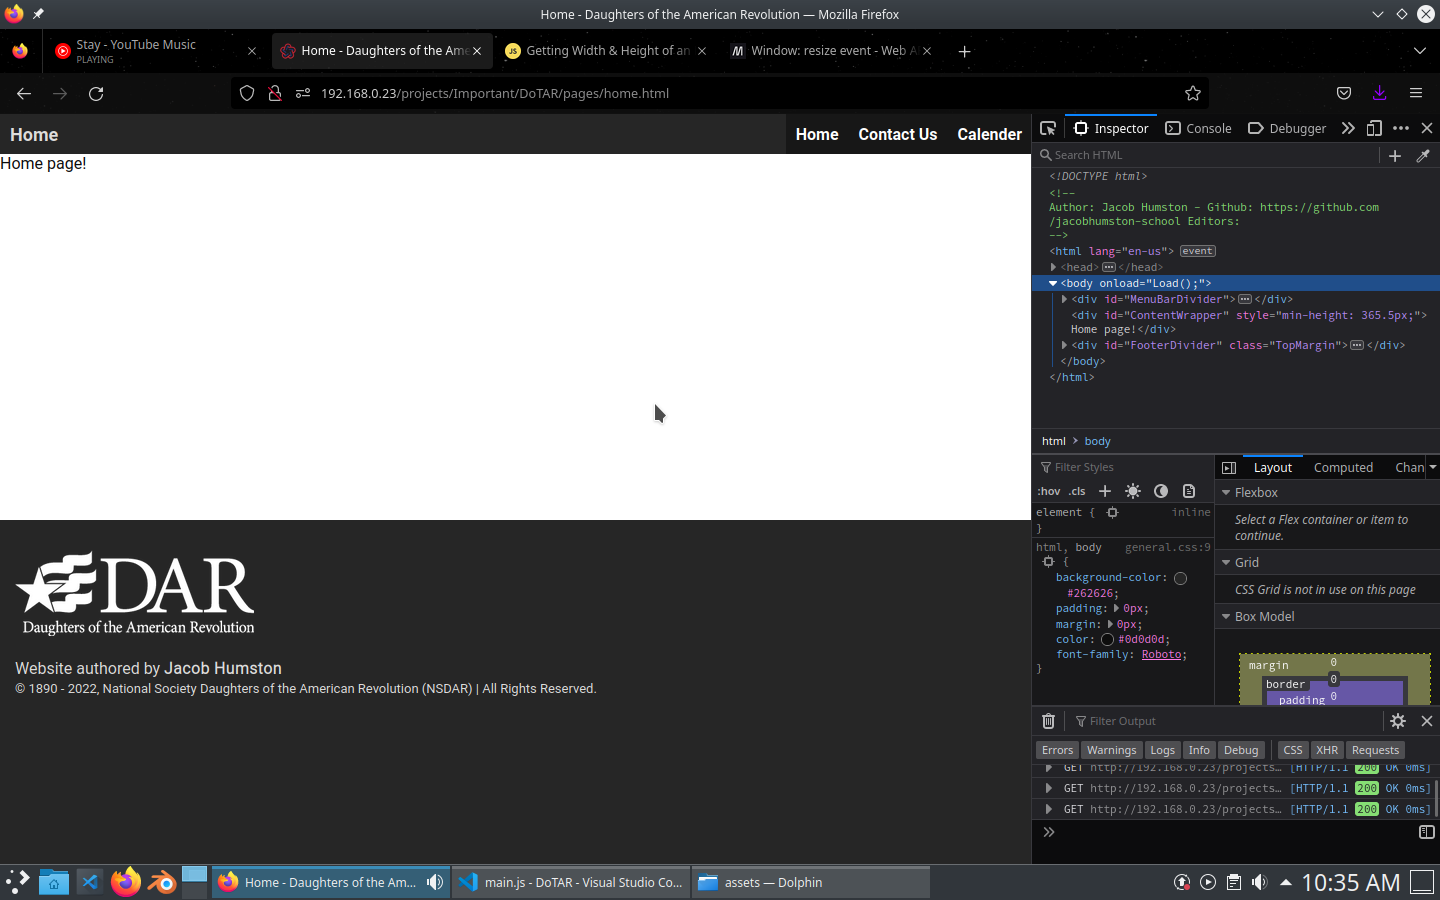 Home - Daughters of the American Revolution — Mozilla Firefox
Stay - YouTube Music
PLAYING
Home - Daughters of the Ame
Getting Width & Height of an
Window: resize event - Web A
192.168.0.23/projects/Important/DoTAR/pages/home.html
Home
Home Contact Us Calender
Home page!
DAR
Daughters of the American Revolution
Website authored by Jacob Humston
© 1890 - 2022, National Society Daughters of the American Revolution (NSDAR) | All Rights Reserved.
Inspector Console Debugger
Search HTML
<!DOCTYPE html>
<!--
Author: Jacob Humston - Github: https://github.com
/jacobhumston-school Editors:
-->
<html lang="en-us"> event
<head></head>
<body onload="Load();">
<div id="MenuBarDivider"></div>
<div id="ContentWrapper" style="min-height: 365.5px;">
Home page!</div>
<div id="FooterDivider" class="TopMargin"></div>
</body>
</html>
html > body
Filter Styles
:hov .cls
element { inline
}
html, body general.css:9
{
background-color:
#262626;
padding: 0px;
margin: 0px;
color: #0d0d0d;
font-family: Roboto;
}
Layout Computed Chan
Flexbox
Select a Flex container or item to
continue.
Grid
CSS Grid is not in use on this page
Box Model
margin 0
border 0
padding 0
Filter Output
Errors Warnings Logs Info Debug CSS XHR Requests
GET http://192.168.0.23/projects… [HTTP/1.1 200 OK 0ms]
GET http://192.168.0.23/projects… [HTTP/1.1 200 OK 0ms]
GET http://192.168.0.23/projects… [HTTP/1.1 200 OK 0ms]
Home - Daughters of the Am...
main.js - DoTAR - Visual Studio Co...
assets — Dolphin
10:35 AM